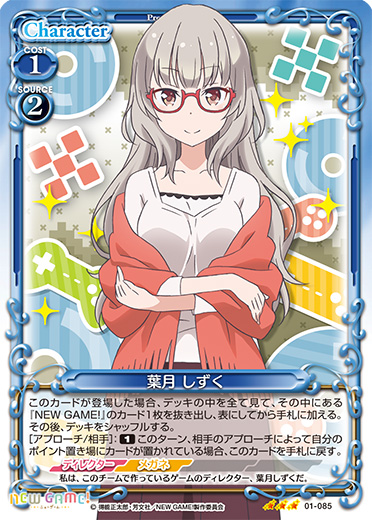 Character
COST
1
SOURCE
2
葉月 しずく
このカードが登場した場合、デッキの中を全て見て、その中にある
『NEW GAME!』のカード1枚を抜き出し、表にしてから手札に加える。
その後、デッキをシャッフルする。
[アプローチ/相手]:1このターン、相手のアプローチによって自分の
ポイント置き場にカードが置かれている場合、このカードを手札に戻す。
ディレクター メガネ
私は、このチームで作っているゲームのディレクター、葉月しずくだ。
NEW GAME!
© 得能正太郎・芳文社/NEW GAME!製作委員会
01-085